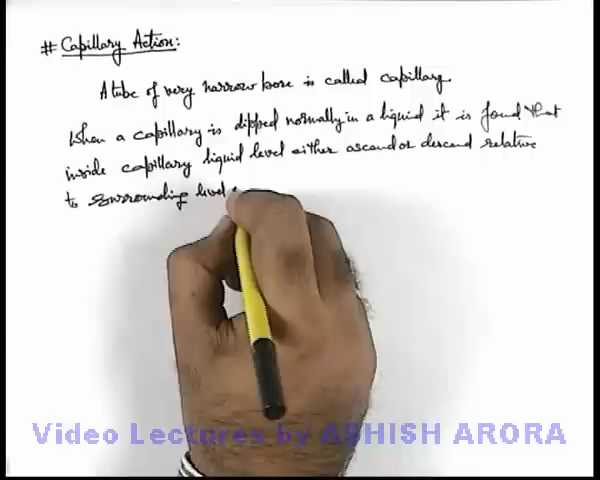 # Capillary Action:
A tube of very narrow bore is called capillary.
When a capillary is dipped normally in a liquid it is found that
inside capillary liquid level either ascend or descend relative
to surrounding level
Video Lectures by ASHISH ARORA